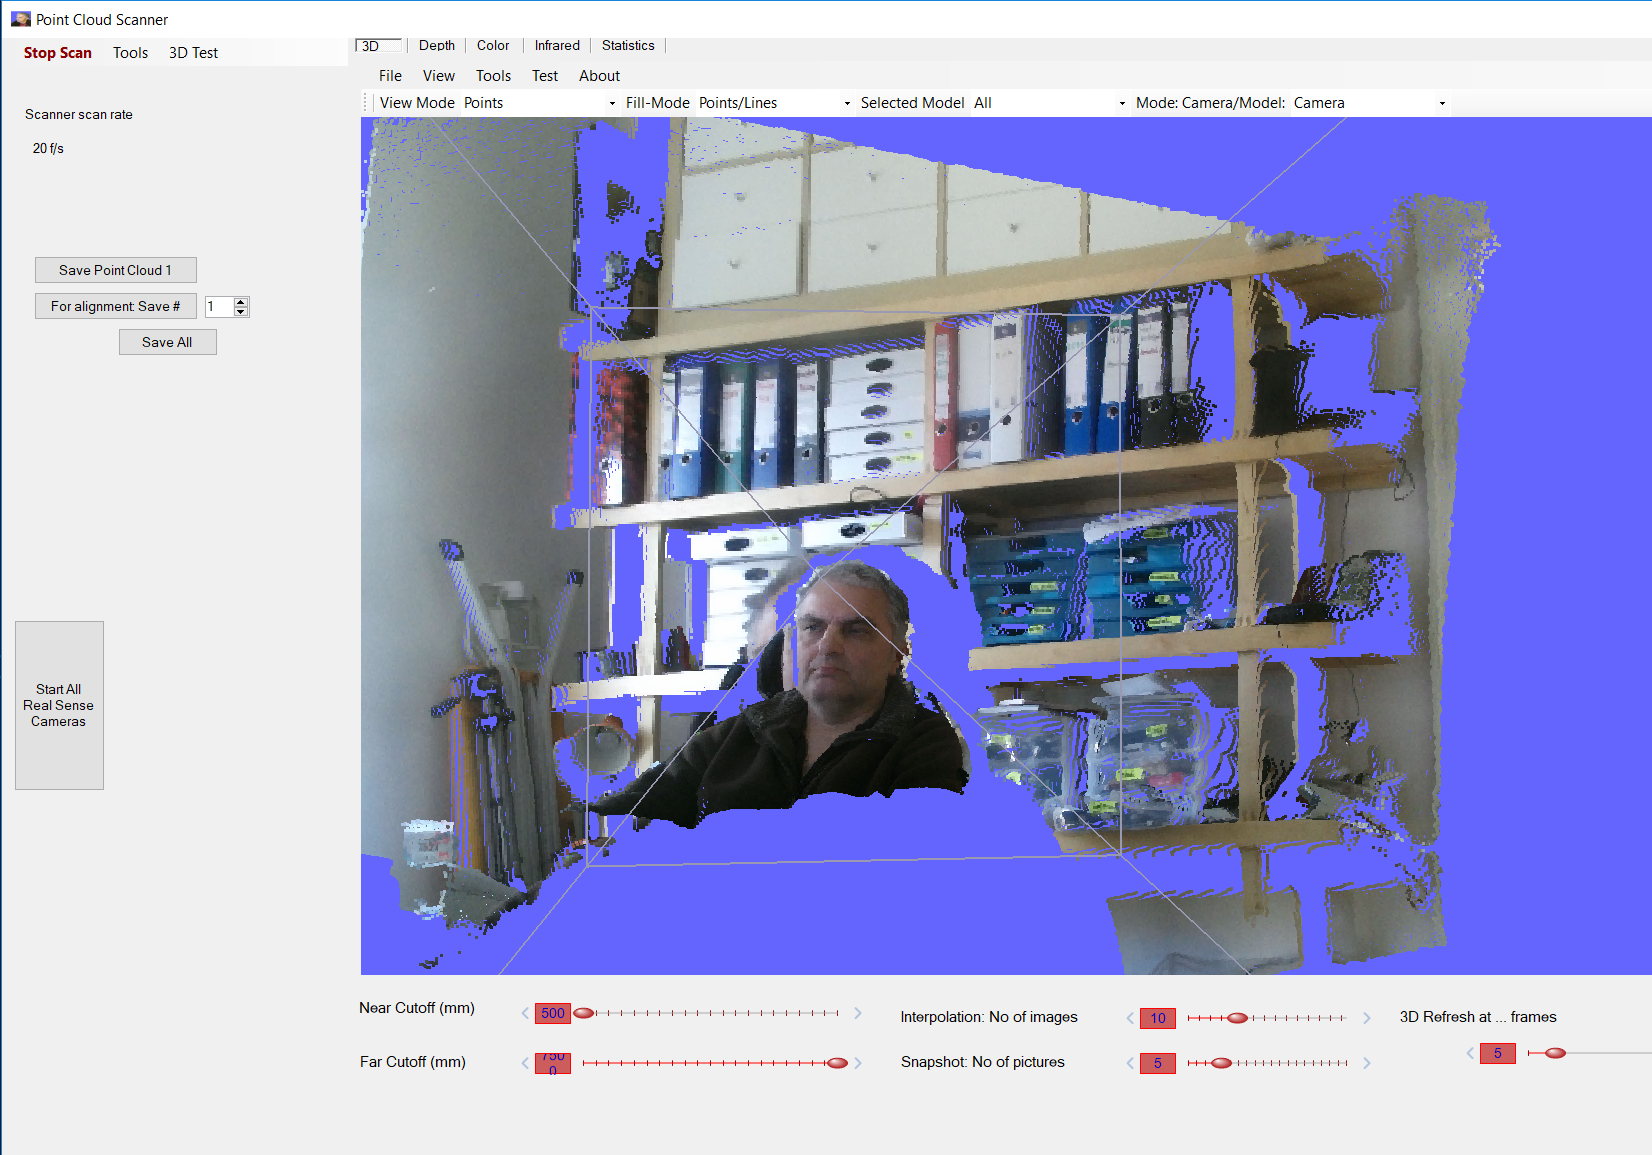 Point Cloud Scanner
Stop Scan Tools 3D Test
3D Depth Color Infrared Statistics
File View Tools Test About
View Mode Points Fill-Mode Points/Lines Selected Model All Mode: Camera/Model: Camera
Scanner scan rate
20 f/s
Save Point Cloud 1
For alignment: Save # 1
Save All
Start All
Real Sense
Cameras
Near Cutoff (mm) 500
Interpolation: No of images 10
3D Refresh at ... frames
5
Far Cutoff (mm) 750
0
Snapshot: No of pictures 5